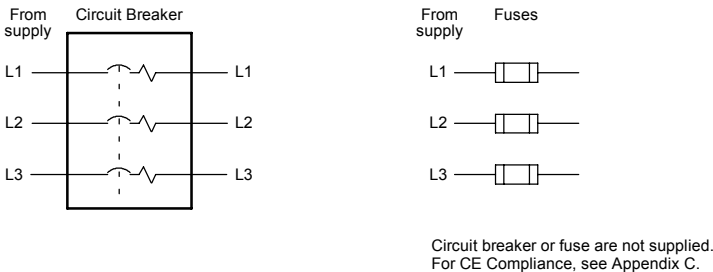 From
supply
Circuit Breaker
L1
L1
L2
L2
L3
L3
From
supply
Fuses
L1
L2
L3
Circuit breaker or fuse are not supplied.
For CE Compliance, see Appendix C.